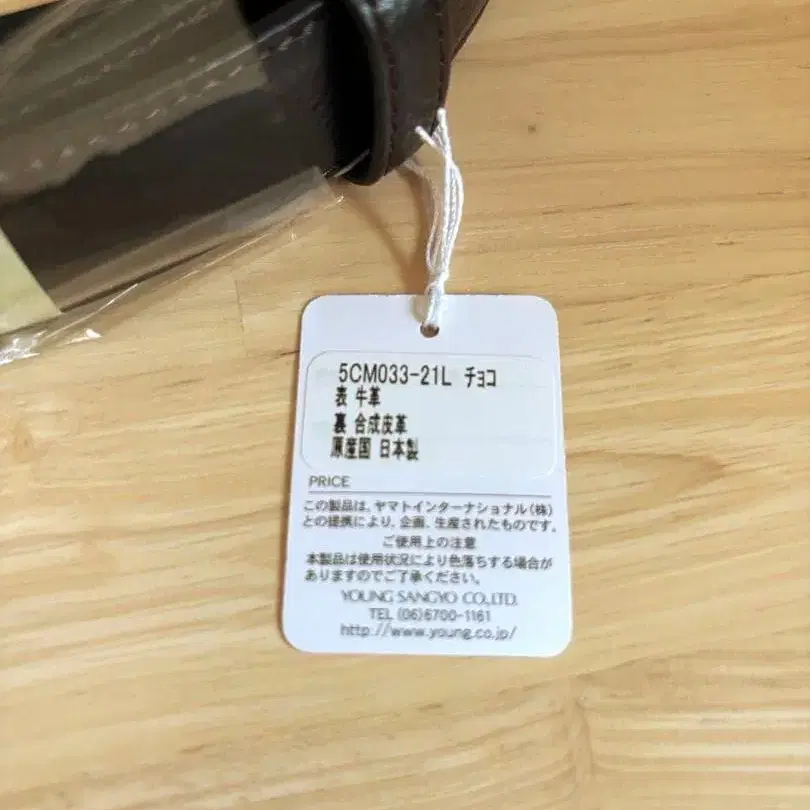 5CM033-21L ﾁｮｺ
表 牛革
裏 合成皮革
原産国 日本製
PRICE
この製品は、ヤマトインターナショナル（株）
との提携により、企画、生産されたものです。
ご使用上の注意
本製品は使用状況により色落ちする場合が
ありますのでご了承ください。
YOUNG SANGYO CO.,LTD.
TEL (06)6700-1161
http://www.young.co.jp/